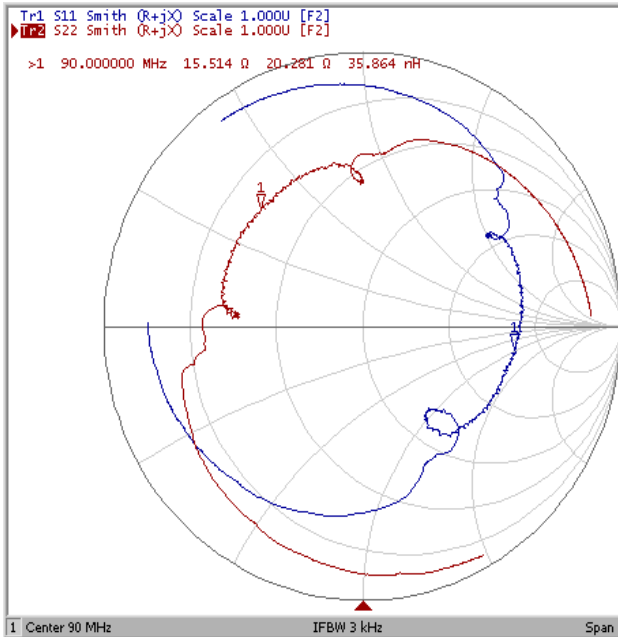 Tr1 S11 Smith (R+jX) Scale 1.000U [F2]
Tr2 S22 Smith (R+jX) Scale 1.000U [F2]
>1 90.000000 MHz 15.514 Ω 20.281 Ω 35.864 nH
1
1
1 Center 90 MHz IFBW 3 kHz Span